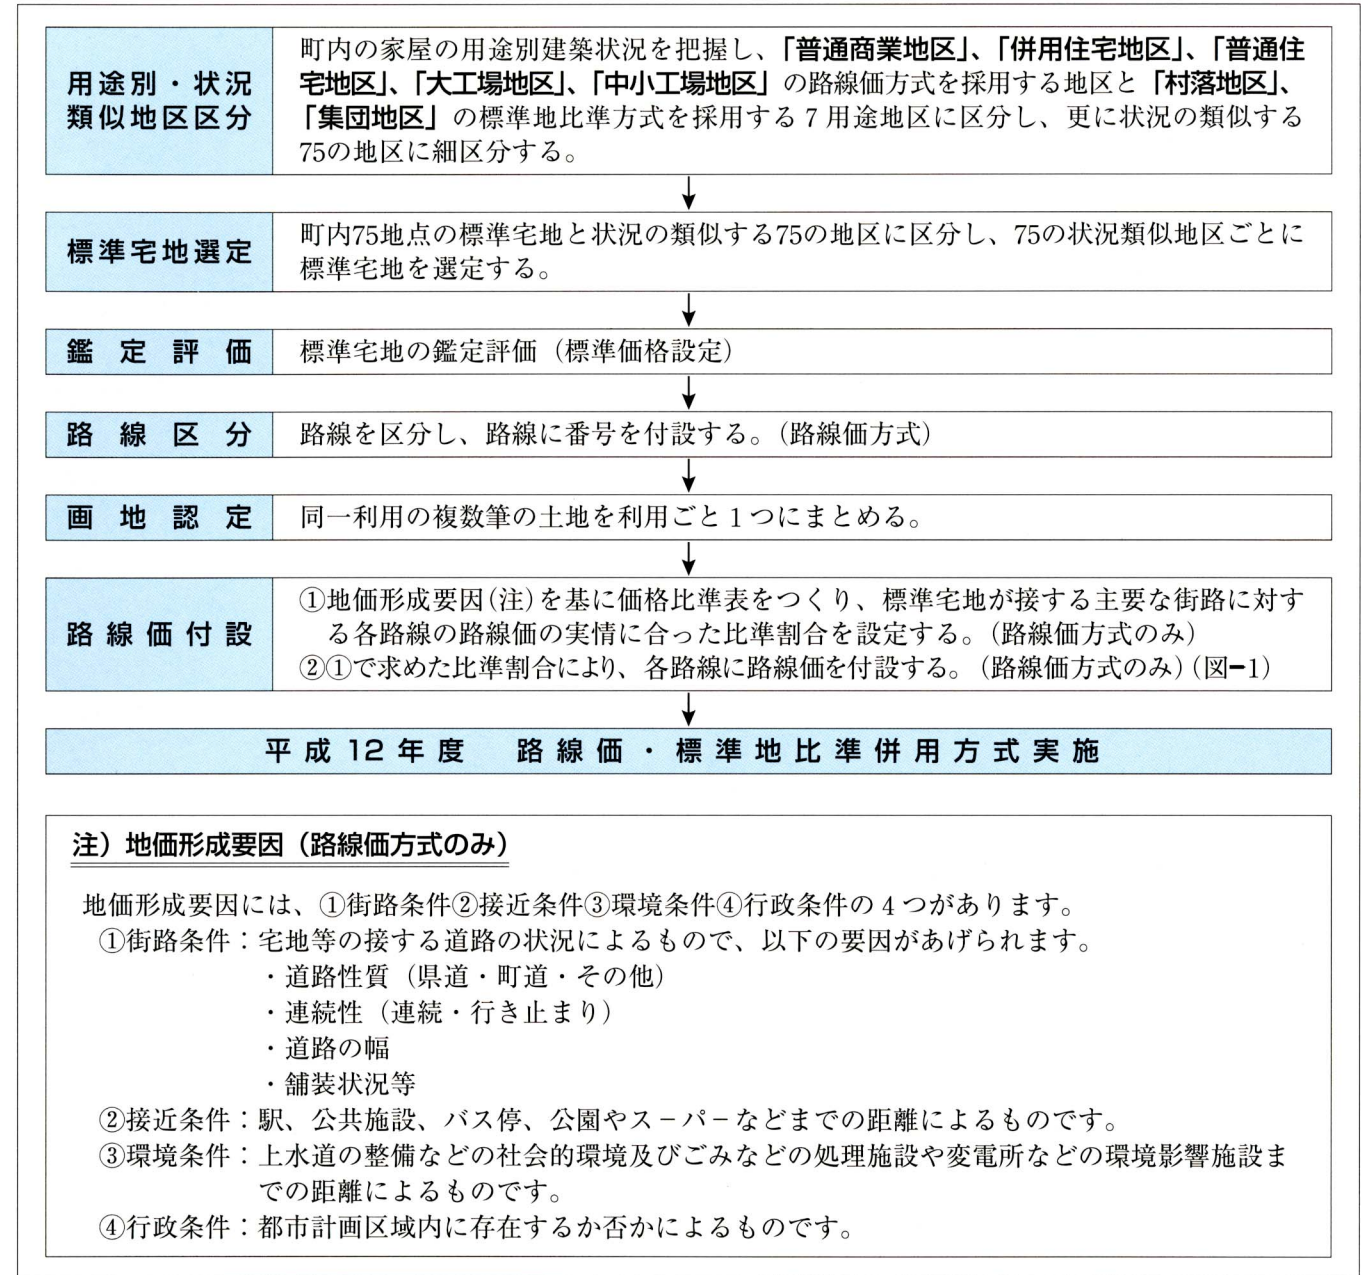 用途別・状況
類似地区区分
町内の家屋の用途別建築状況を把握し、「普通商業地区」、「併用住宅地区」、「普通住
宅地区」、「大工場地区」、「中小工場地区」の路線価方式を採用する地区と「村落地区」、
「集団地区」の標準地比準方式を採用する7用途地区に区分し、更に状況の類似する
75の地区に細区分する。
標準宅地選定
町内75地点の標準宅地と状況の類似する75の地区に区分し、75の状況類似地区ごとに
標準宅地を選定する。
鑑定評価
標準宅地の鑑定評価（標準価格設定）
路線区分
路線を区分し、路線に番号を付設する。（路線価方式）
画地認定
同一利用の複数筆の土地を利用ごと1つにまとめる。
路線価付設
①地価形成要因(注)を基に価格比準表をつくり、標準宅地が接する主要な街路に対す
る各路線の路線価の実情に合った比準割合を設定する。（路線価方式のみ）
②①で求めた比準割合により、各路線に路線価を付設する。（路線価方式のみ）（図ー1）
平成12年度　路線価・標準地比準併用方式実施
注）地価形成要因（路線価方式のみ）
地価形成要因には、①街路条件②接近条件③環境条件④行政条件の4つがあります。
①街路条件：宅地等の接する道路の状況によるもので、以下の要因があげられます。
・道路性質（県道・町道・その他）
・連続性（連続・行き止まり）
・道路の幅
・舗装状況等
②接近条件：駅、公共施設、バス停、公園やス－パ－などまでの距離によるものです。
③環境条件：上水道の整備などの社会的環境及びごみなどの処理施設や変電所などの環境影響施設ま
での距離によるものです。
④行政条件：都市計画区域内に存在するか否かによるものです。